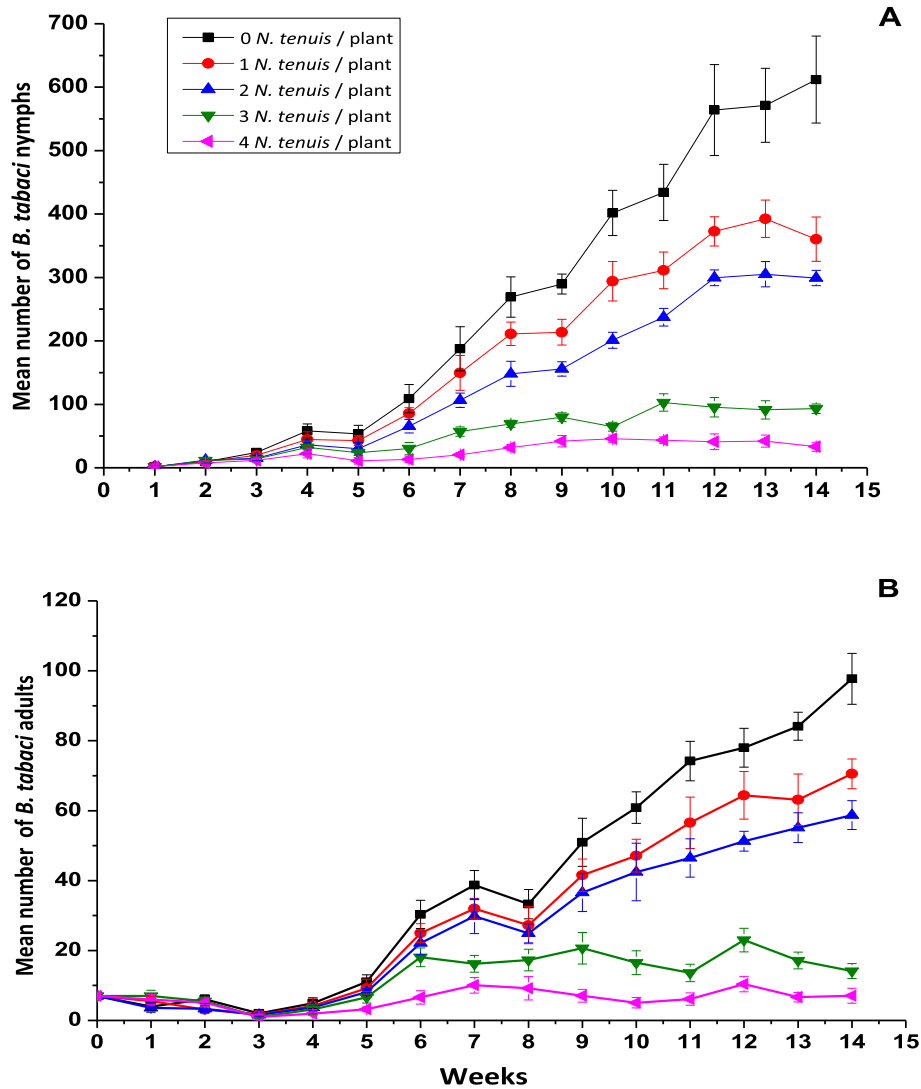 A
700
600
500
400
300
200
100
0
Mean number of B. tabaci nymphs
0 N. tenuis / plant
1 N. tenuis / plant
2 N. tenuis / plant
3 N. tenuis / plant
4 N. tenuis / plant
0 1 2 3 4 5 6 7 8 9 10 11 12 13 14 15
B
120
100
80
60
40
20
0
Mean number of B. tabaci adults
0 1 2 3 4 5 6 7 8 9 10 11 12 13 14 15
Weeks